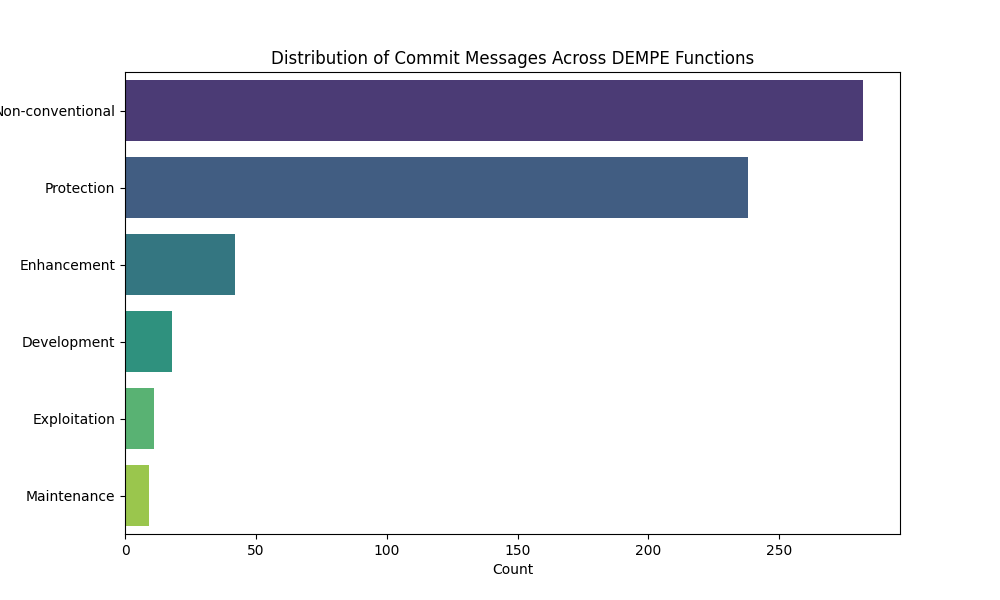 Distribution of Commit Messages Across DEMPE Functions
Non-conventional
Protection
Enhancement
Development
Exploitation
Maintenance
0 50 100 150 200 250
Count